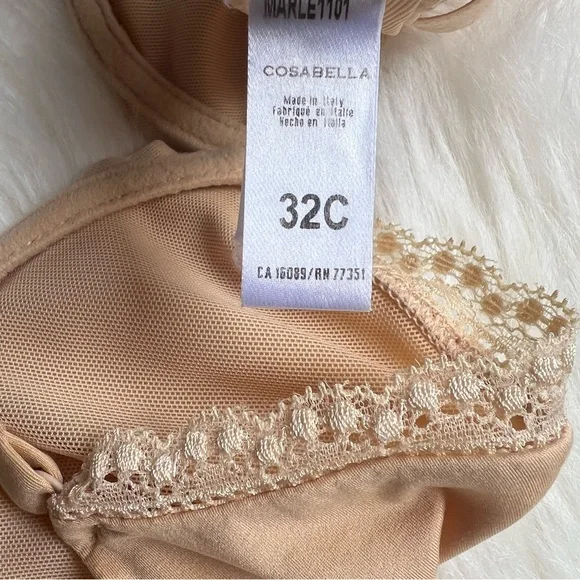 MARLE1101
COSABELLA
Made in Italy
Fabriqué en Italie
Hecho en Italia
32C
CA 16089/RN 77351